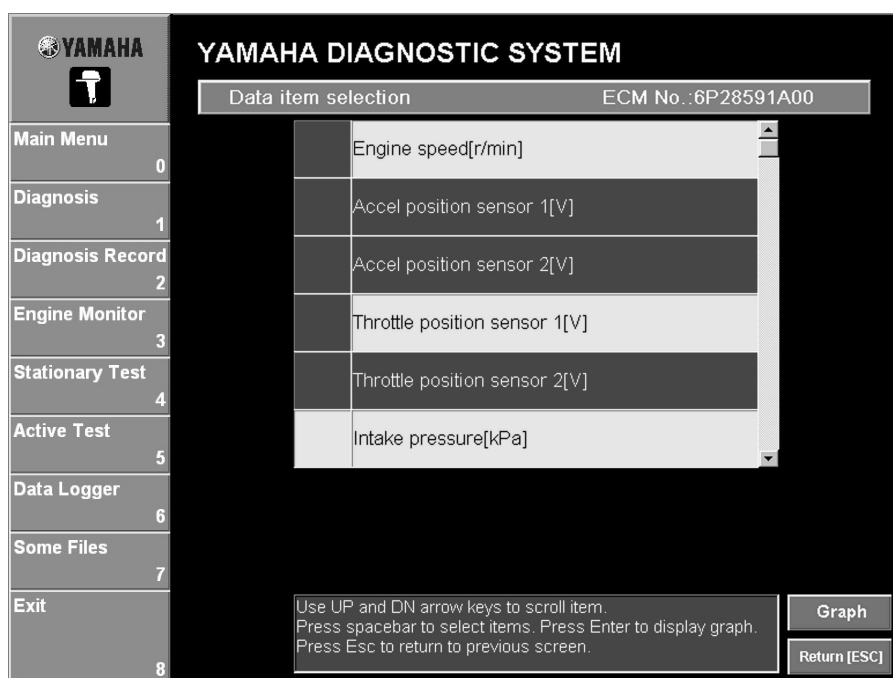 YAMAHA
YAMAHA DIAGNOSTIC SYSTEM
Data item selection ECM No.:6P28591A00
Main Menu
0
Diagnosis
1
Diagnosis Record
2
Engine Monitor
3
Stationary Test
4
Active Test
5
Data Logger
6
Some Files
7
Exit
8
Engine speed[r/min]
Accel position sensor 1[V]
Accel position sensor 2[V]
Throttle position sensor 1[V]
Throttle position sensor 2[V]
Intake pressure[kPa]
Use UP and DN arrow keys to scroll item.
Press spacebar to select items. Press Enter to display graph.
Press Esc to return to previous screen.
Graph
Return [ESC]